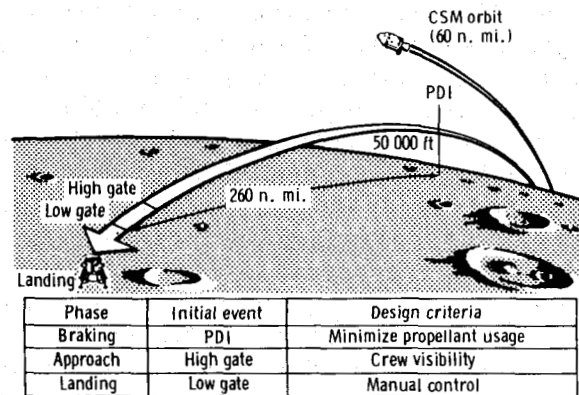 CSM orbit
(60 n. mi.)
PDI
50 000 ft
High gate
Low gate
260 n. mi.
Landing
Phase Initial event Design criteria
Braking PDI Minimize propellant usage
Approach High gate Crew visibility
Landing Low gate Manual control